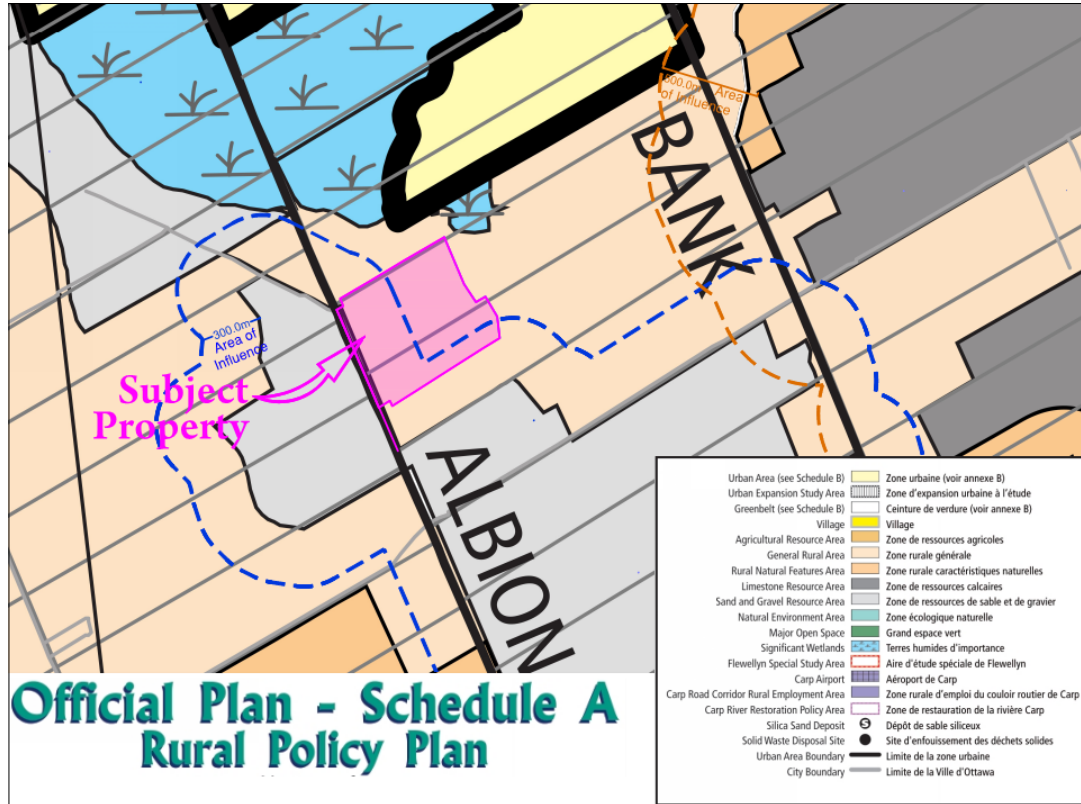 500.0m Area
of Influence
BANK
300.0m
Area of
Influence
Subject
Property
ALBION
Official Plan - Schedule A
Rural Policy Plan
Urban Area (see Schedule B) Zone urbaine (voir annexe B)
Urban Expansion Study Area Zone d'expansion urbaine à l'étude
Greenbelt (see Schedule B) Ceinture de verdure (voir annexe B)
Village Village
Agricultural Resource Area Zone de ressources agricoles
General Rural Area Zone rurale générale
Rural Natural Features Area Zone rurale caractéristiques naturelles
Limestone Resource Area Zone de ressources calcaires
Sand and Gravel Resource Area Zone de ressources de sable et de gravier
Natural Environment Area Zone écologique naturelle
Major Open Space Grand espace vert
Significant Wetlands Terres humides d'importance
Flewellyn Special Study Area Aire d'étude spéciale de Flewellyn
Carp Airport Aéroport de Carp
Carp Road Corridor Rural Employment Area Zone rurale d'emploi du couloir routier de Carp
Carp River Restoration Policy Area Zone de restauration de la rivière Carp
Silica Sand Deposit S Dépôt de sable siliceux
Solid Waste Disposal Site Site d'enfouissement des déchets solides
Urban Area Boundary Limite de la zone urbaine
City Boundary Limite de la Ville d'Ottawa